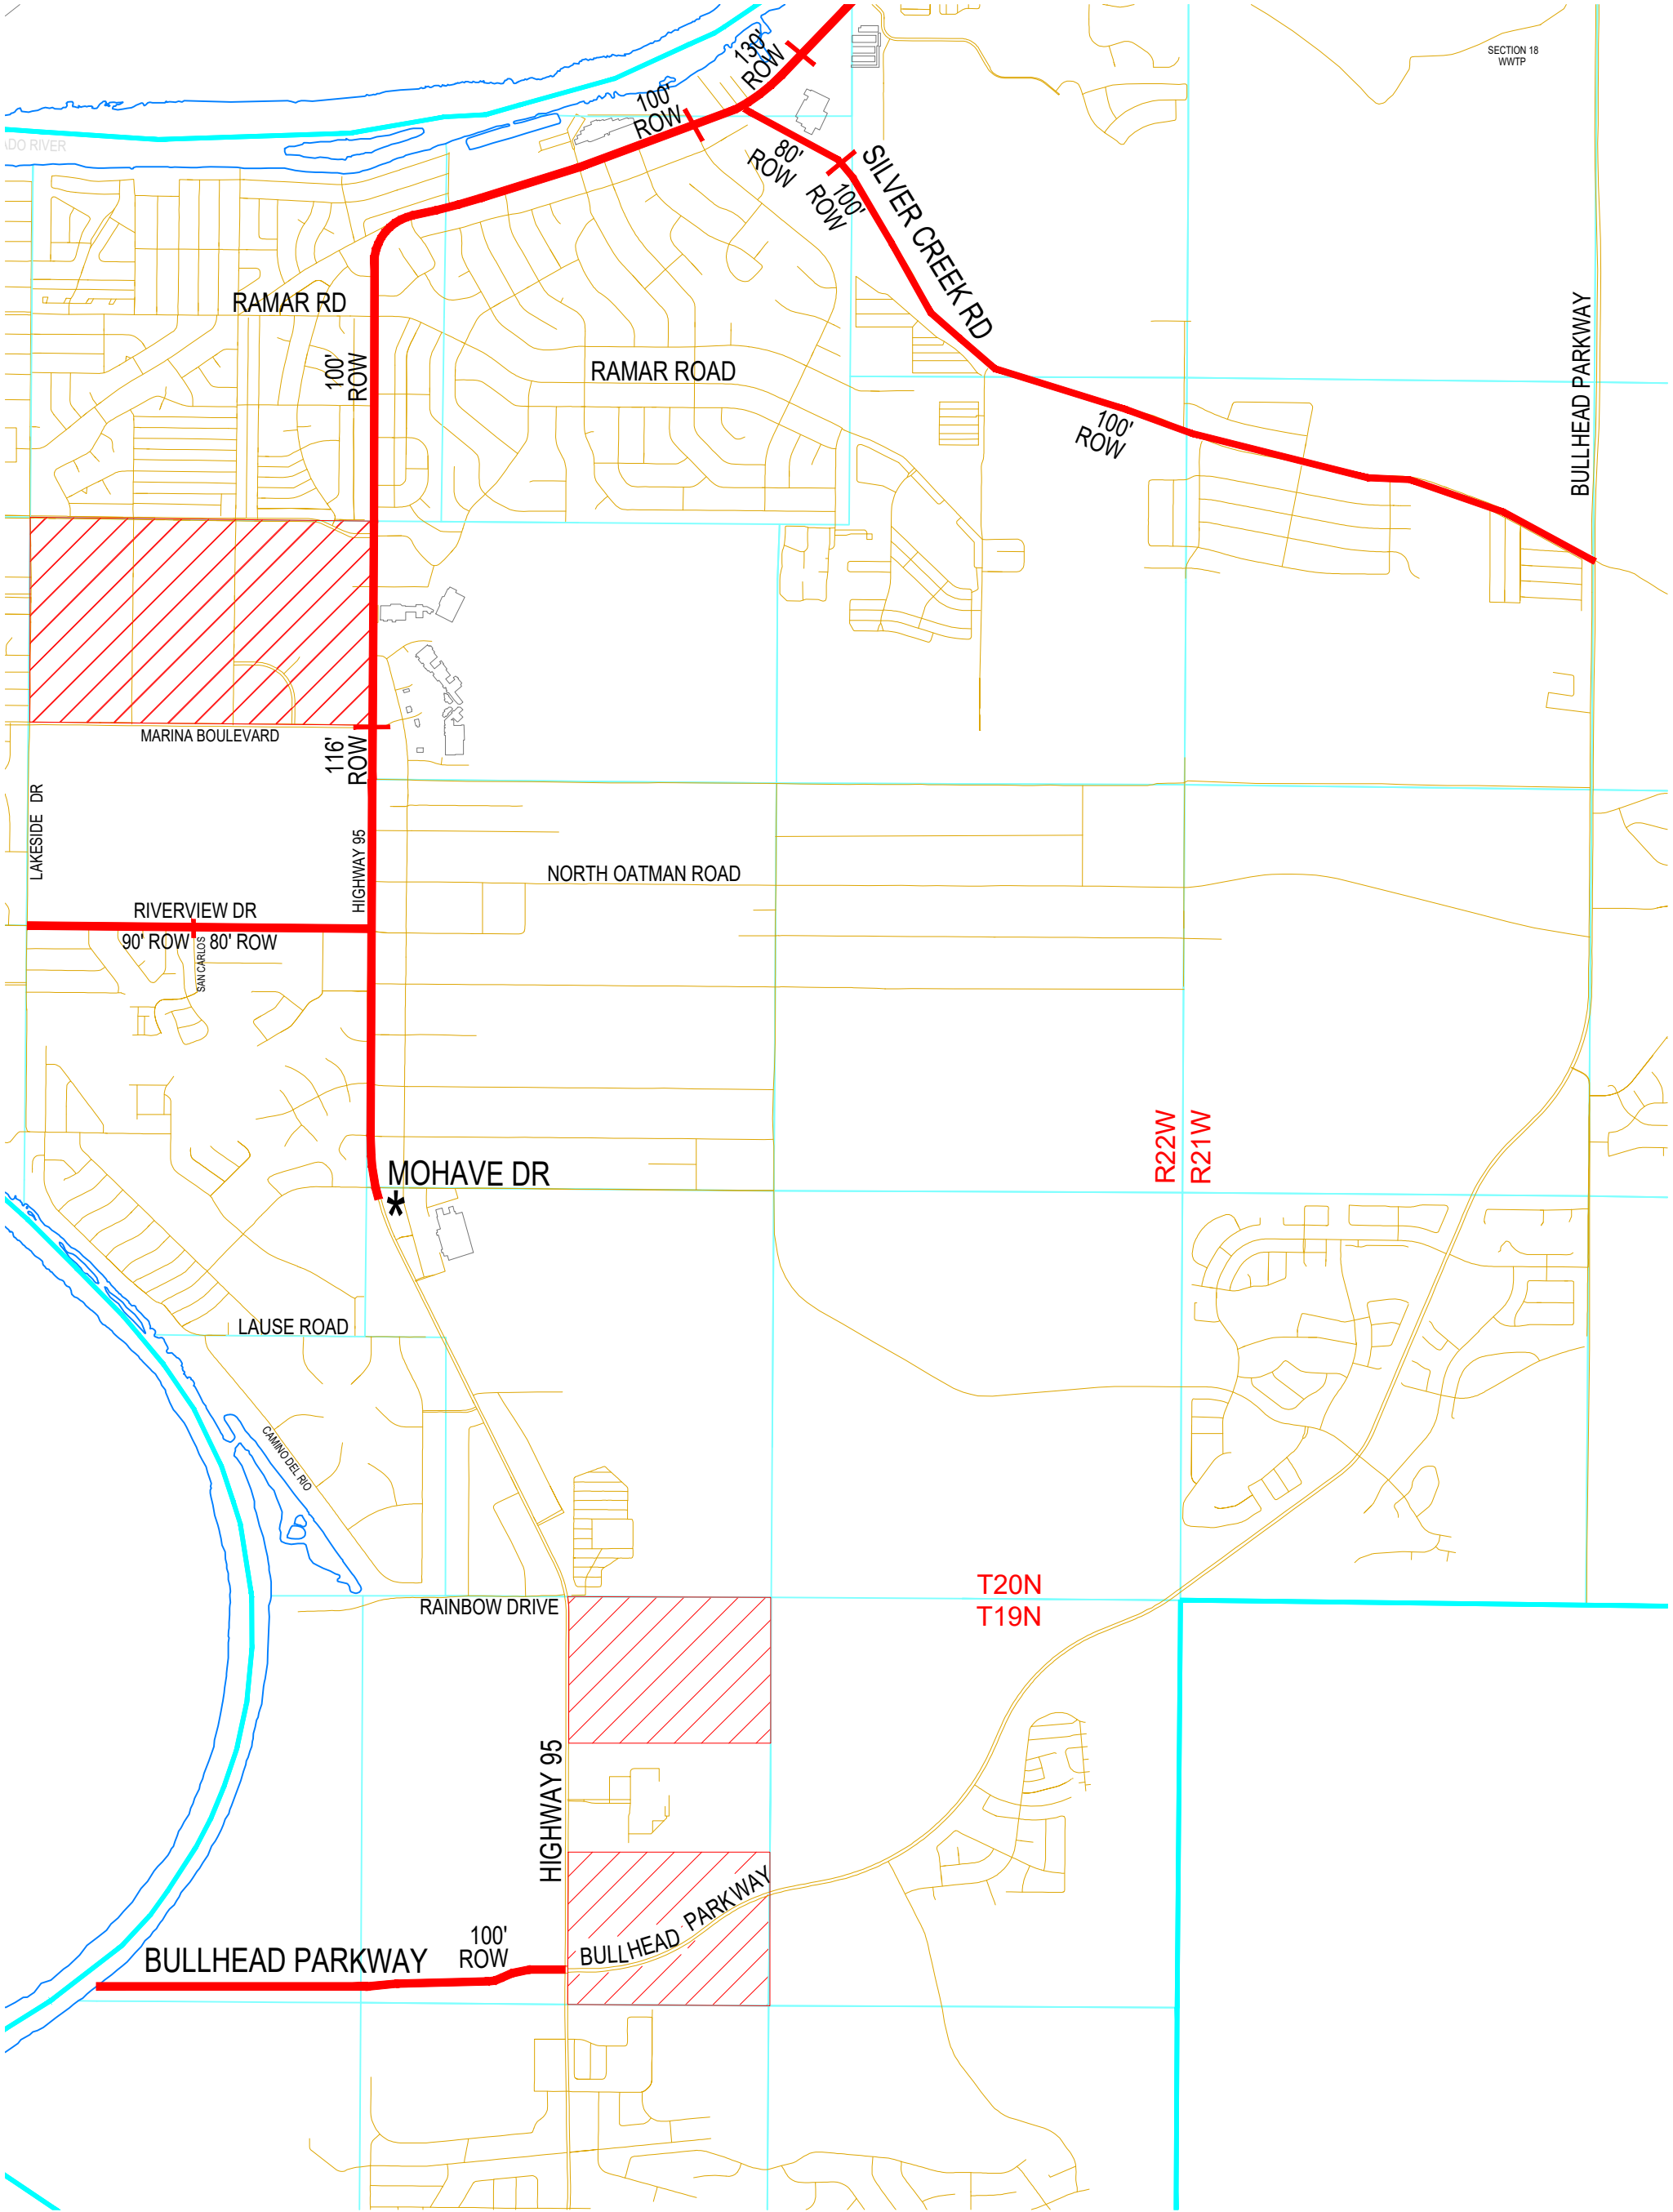 SECTION 18
WWTP
130'
ROW
100'
ROW
ADO RIVER
80'
ROW
100'
ROW
SILVER CREEK RD
RAMAR RD
BULLHEAD PARKWAY
100'
ROW
RAMAR ROAD
100'
ROW
MARINA BOULEVARD
116'
ROW
LAKESIDE DR
HIGHWAY 95
NORTH OATMAN ROAD
RIVERVIEW DR
90' ROW
80' ROW
SAN CARLOS
R22W
R21W
MOHAVE DR
*
LAUSE ROAD
CAMINO DEL RIO
T20N
T19N
RAINBOW DRIVE
HIGHWAY 95
BULLHEAD PARKWAY
100'
ROW
BULLHEAD PARKWAY